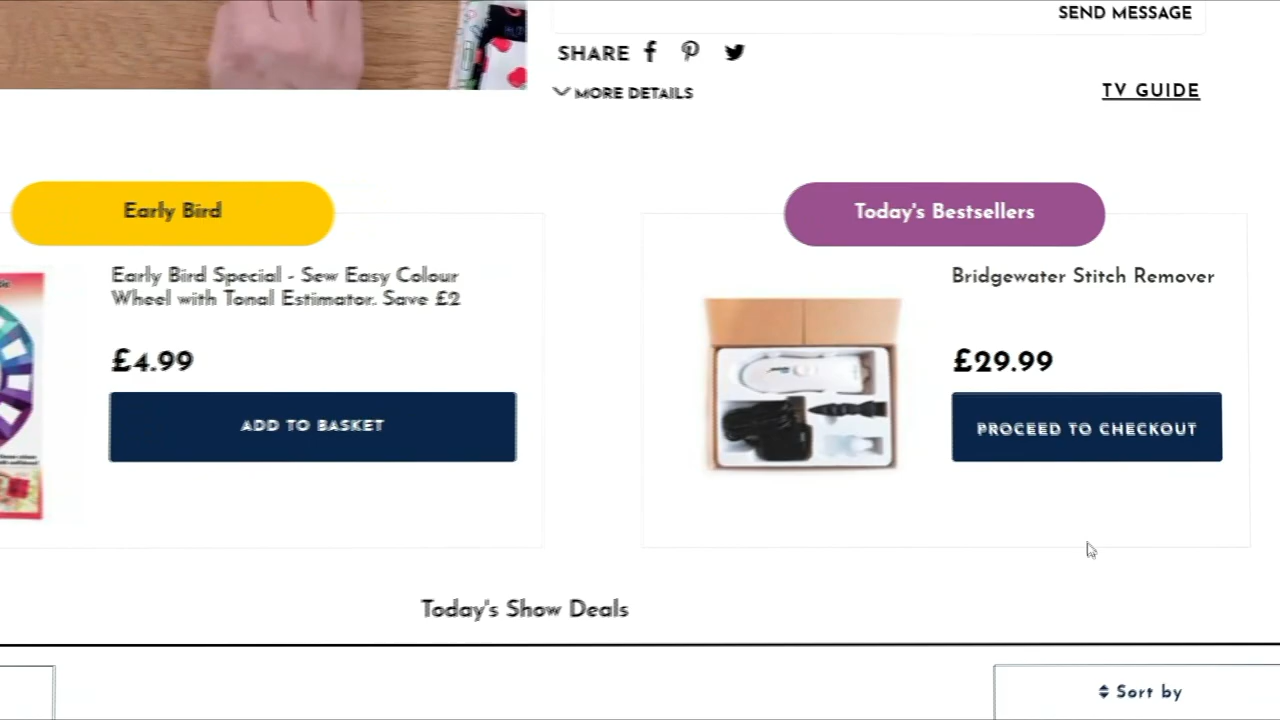 SEND MESSAGE
SHARE
MORE DETAILS
TV GUIDE
Early Bird
Early Bird Special - Sew Easy Colour
Wheel with Tonal Estimator. Save £2
£4.99
ADD TO BASKET
Today's Bestsellers
Bridgewater Stitch Remover
£29.99
PROCEED TO CHECKOUT
Today's Show Deals
Sort by